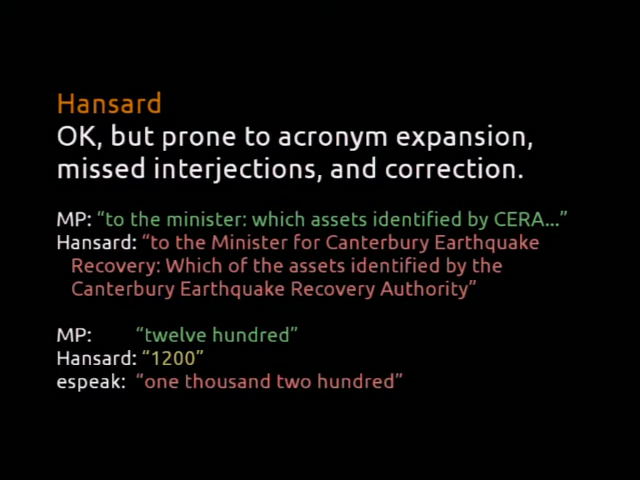 Hansard
OK, but prone to acronym expansion,
missed interjections, and correction.
MP: “to the minister: which assets identified by CERA...”
Hansard: “to the Minister for Canterbury Earthquake
Recovery: Which of the assets identified by the
Canterbury Earthquake Recovery Authority”
MP: “twelve hundred”
Hansard: “1200”
espeak: “one thousand two hundred”